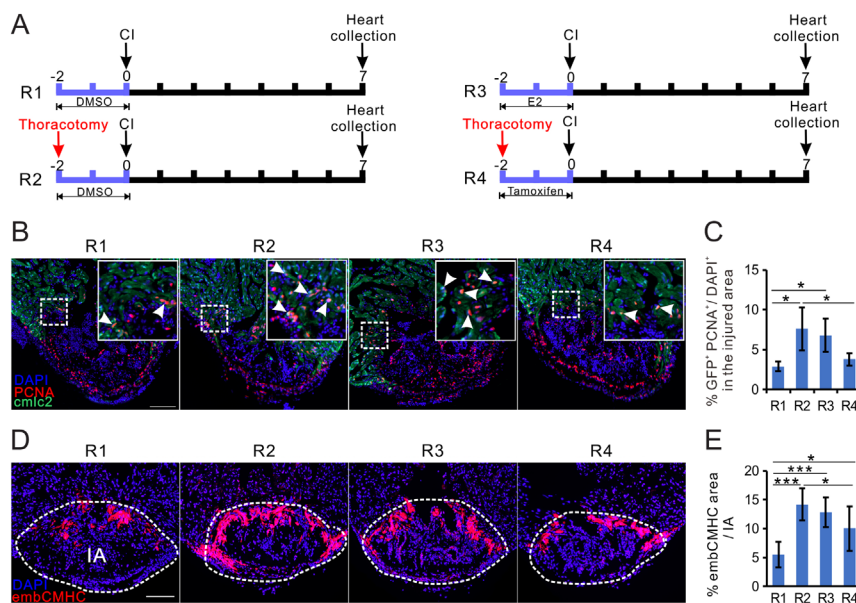 A
CI
Heart
collection
-2
0
7
R1
DMSO
Thoracotomy
CI
Heart
collection
-2
0
7
R2
DMSO
CI
Heart
collection
-2
0
7
R3
E2
Thoracotomy
CI
Heart
collection
-2
0
7
R4
Tamoxifen
B
R1
R2
R3
R4
DAPI
PCNA
cmlc2
C
% GFP⁺ PCNA⁺/ DAPI⁺
in the injured area
15
10
5
0
*
*
*
R1 R2 R3 R4
D
R1
R2
R3
R4
IA
DAPI
embCMHC
E
% embCMHC area
/ IA
20
15
10
5
0
*
***
***
*
R1 R2 R3 R4